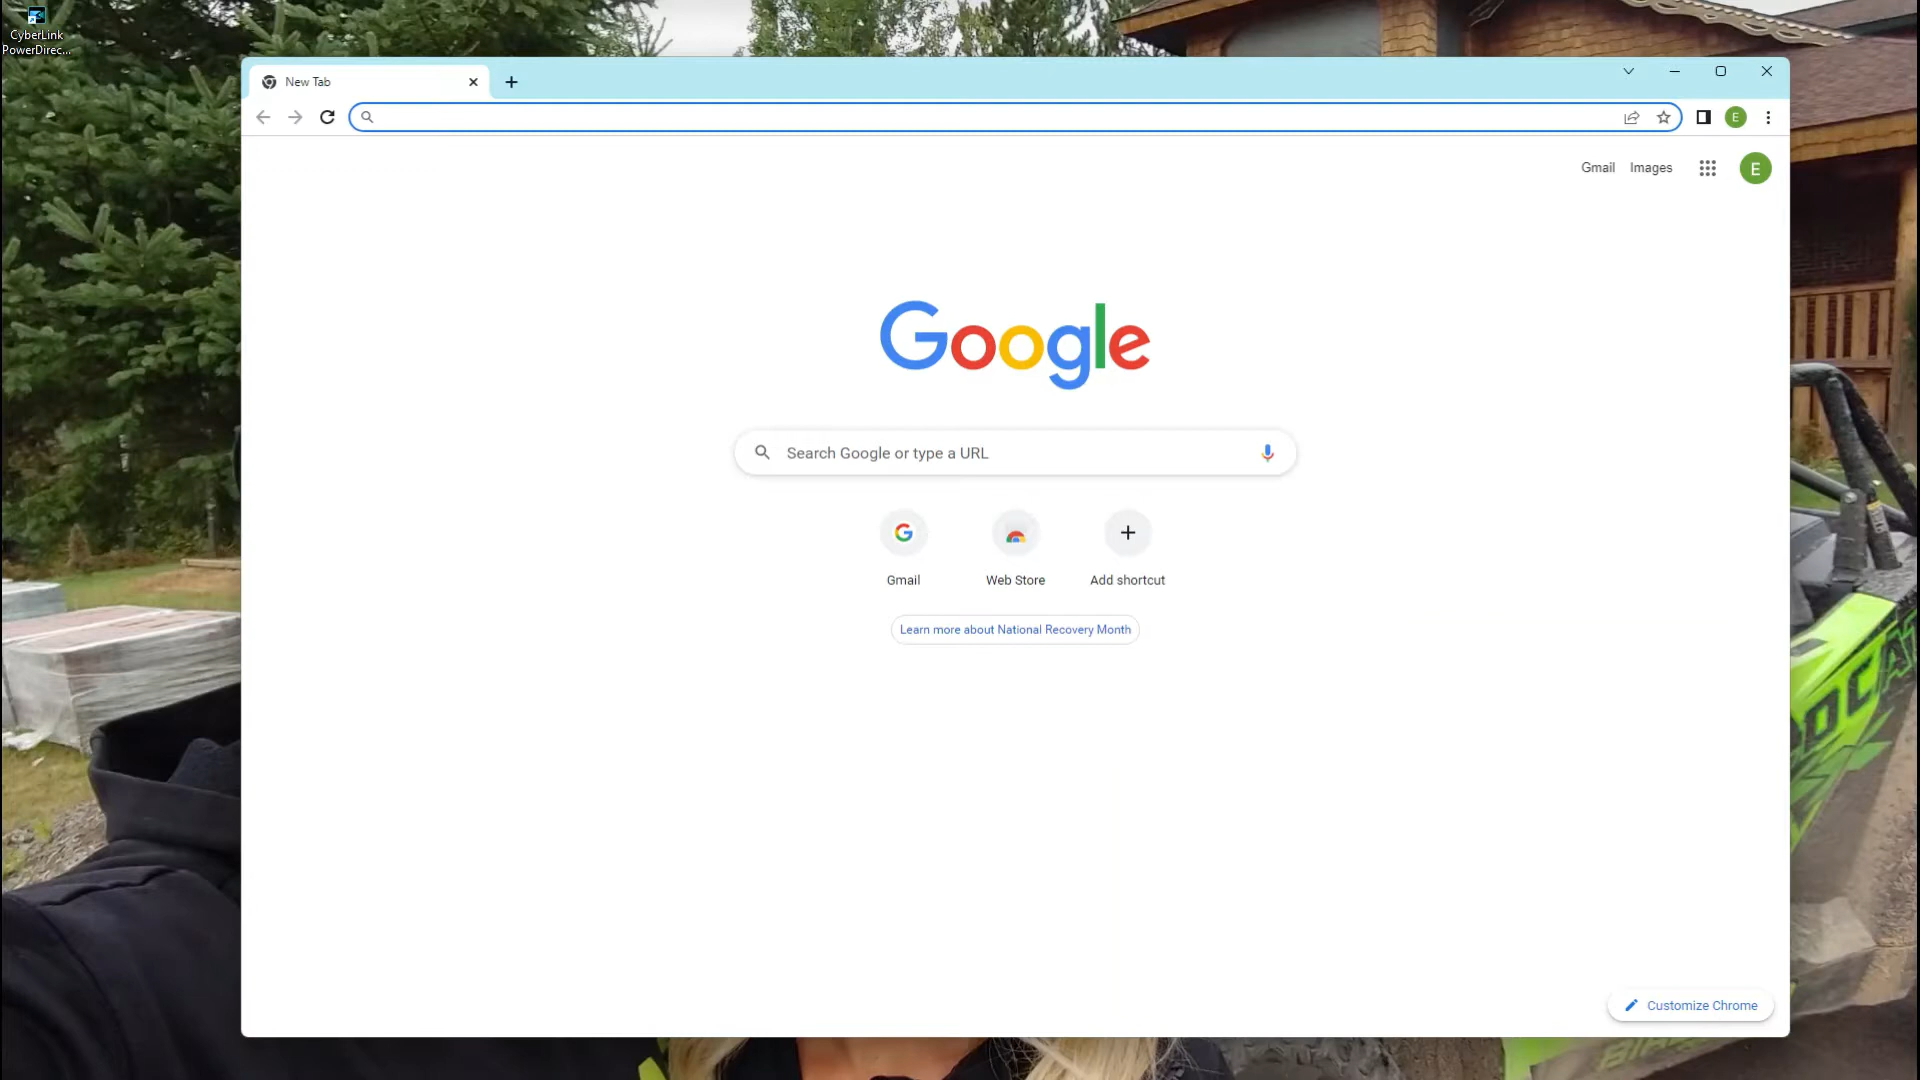 CyberLink
PowerDirec...
New Tab
E
Gmail
Images
E
Google
Search Google or type a URL
Gmail
Web Store
Add shortcut
Learn more about National Recovery Month
Customize Chrome